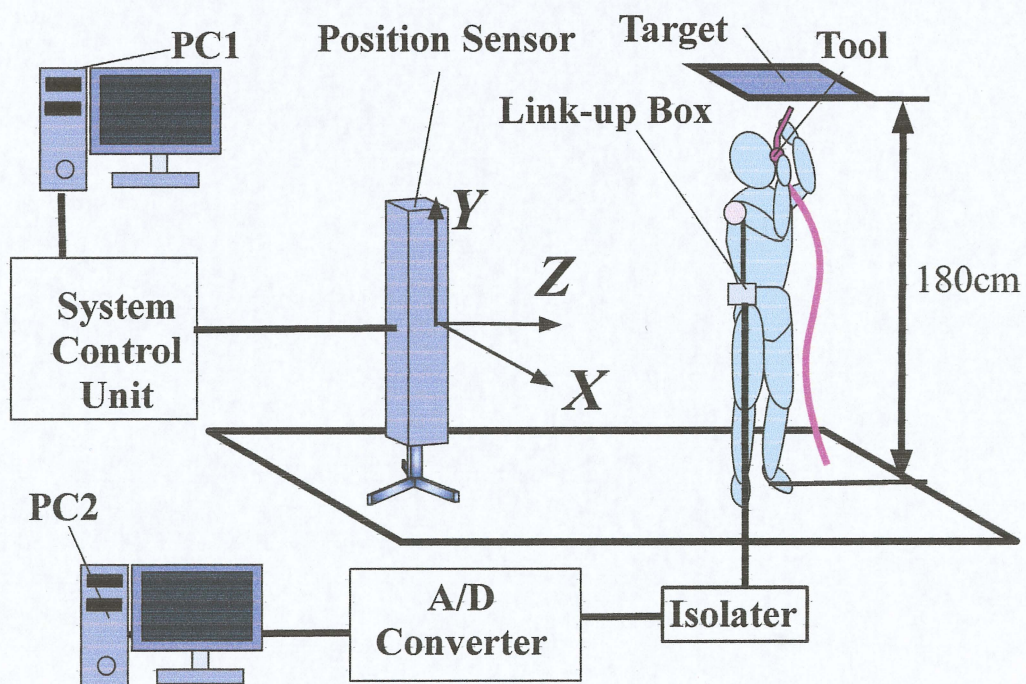 PC1
Position Sensor
Target
Tool
Link-up Box
Y
Z
X
180cm
System
Control
Unit
PC2
A/D
Converter
Isolater